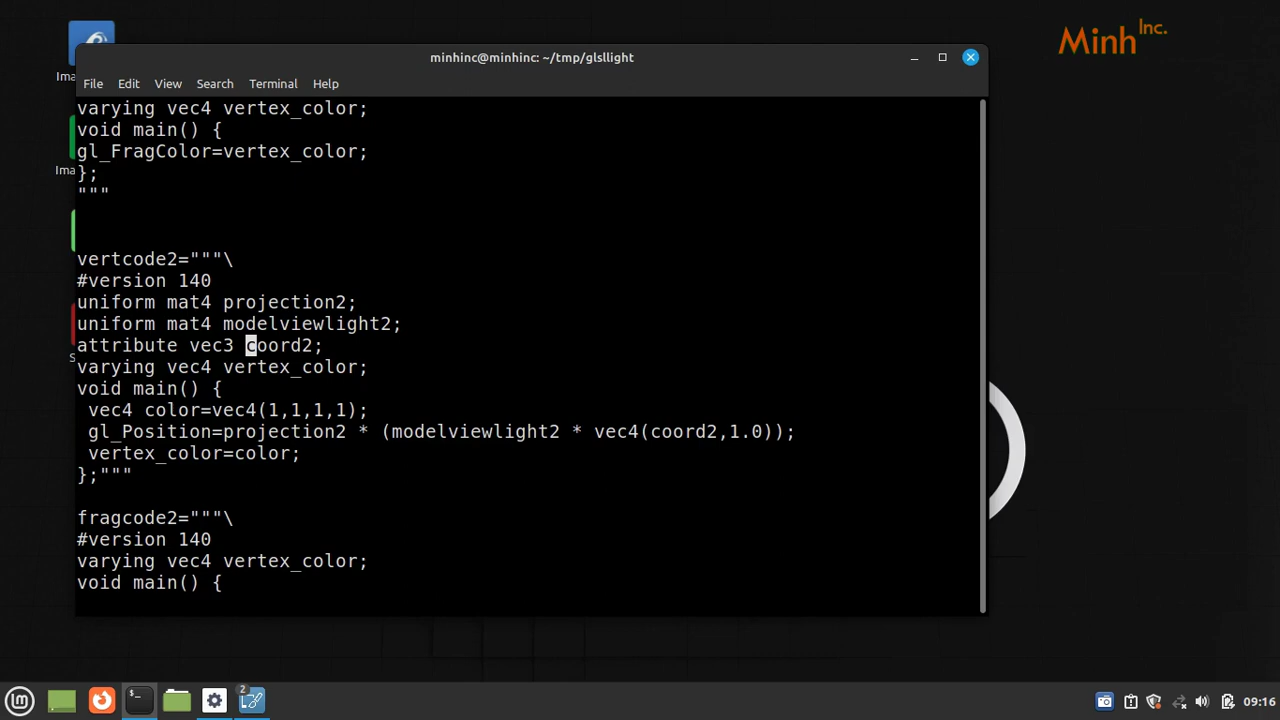 Minh Inc.
Ima
Ima
S
minhinc@minhinc: ~/tmp/glsllight
File Edit View Search Terminal Help
varying vec4 vertex_color;
void main() {
gl_FragColor=vertex_color;
};
"""
vertcode2="""\
#version 140
uniform mat4 projection2;
uniform mat4 modelviewlight2;
attribute vec3 coord2;
varying vec4 vertex_color;
void main() {
 vec4 color=vec4(1,1,1,1);
 gl_Position=projection2 * (modelviewlight2 * vec4(coord2,1.0));
 vertex_color=color;
};"""
fragcode2="""\
#version 140
varying vec4 vertex_color;
void main() {
2
09:16